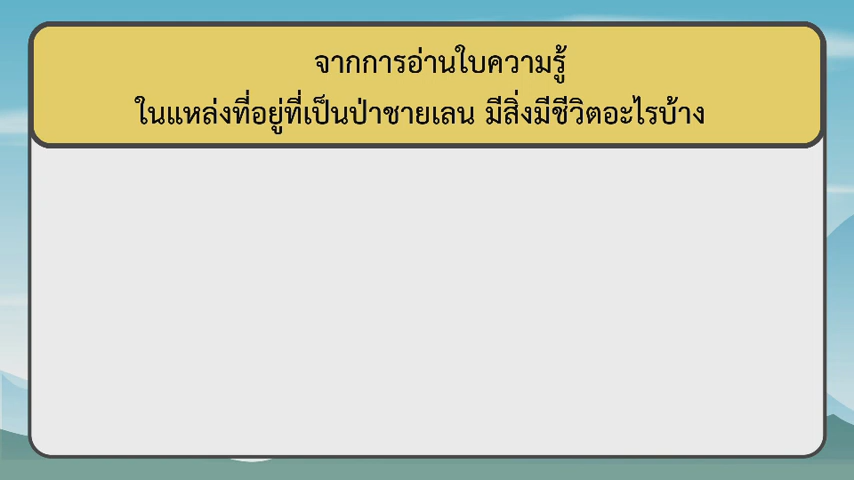 จากการอ่านใบความรู้
ในแหล่งที่อยู่ที่เป็นป่าชายเลน มีสิ่งมีชีวิตอะไรบ้าง